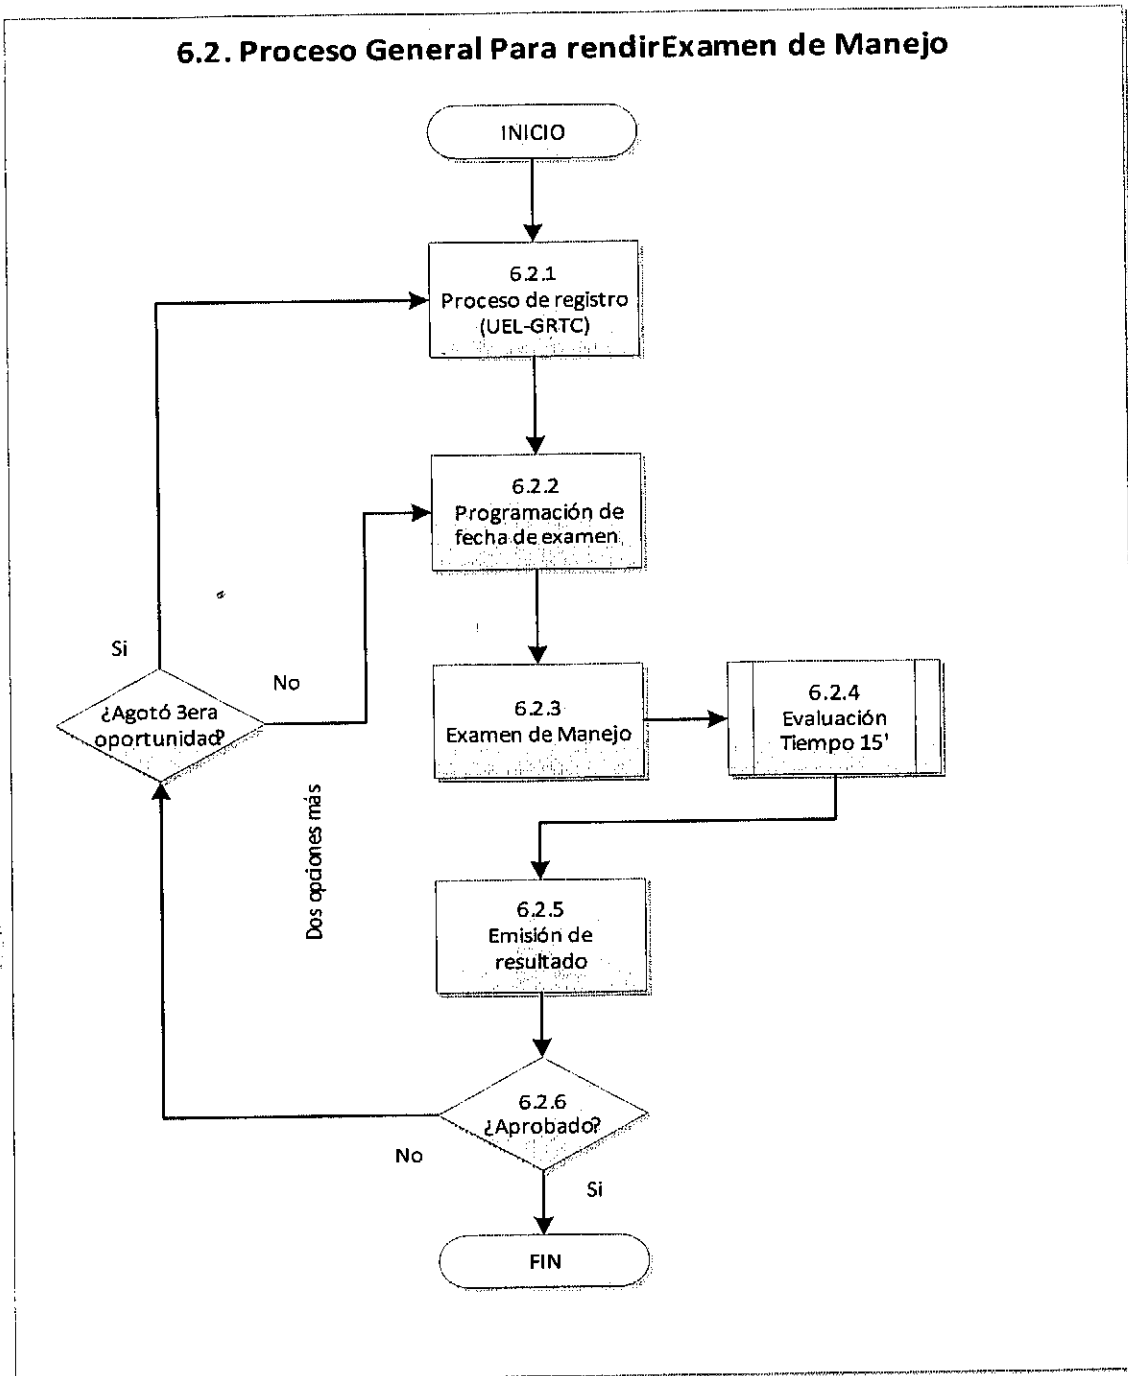 6.2. Proceso General Para rendirExamen de Manejo
INICIO
6.2.1
Proceso de registro
(UEL-GRTC)
6.2.2
Programación de
fecha de examen
Si
No
¿Agotó 3era
oportunidad?
6.2.3
Examen de Manejo
6.2.4
Evaluación
Tiempo 15'
Dos opciones más
6.2.5
Emisión de
resultado
6.2.6
¿Aprobado?
No
Si
FIN